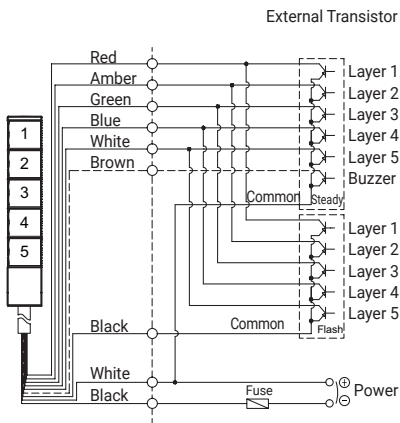 External Transistor
Red
Amber
Green
Blue
White
Brown
1
2
3
4
5
Layer 1
Layer 2
Layer 3
Layer 4
Layer 5
Buzzer
Common
Steady
Layer 1
Layer 2
Layer 3
Layer 4
Layer 5
Black
Common
Flash
White
Black
Fuse
⊕
⊖
Power